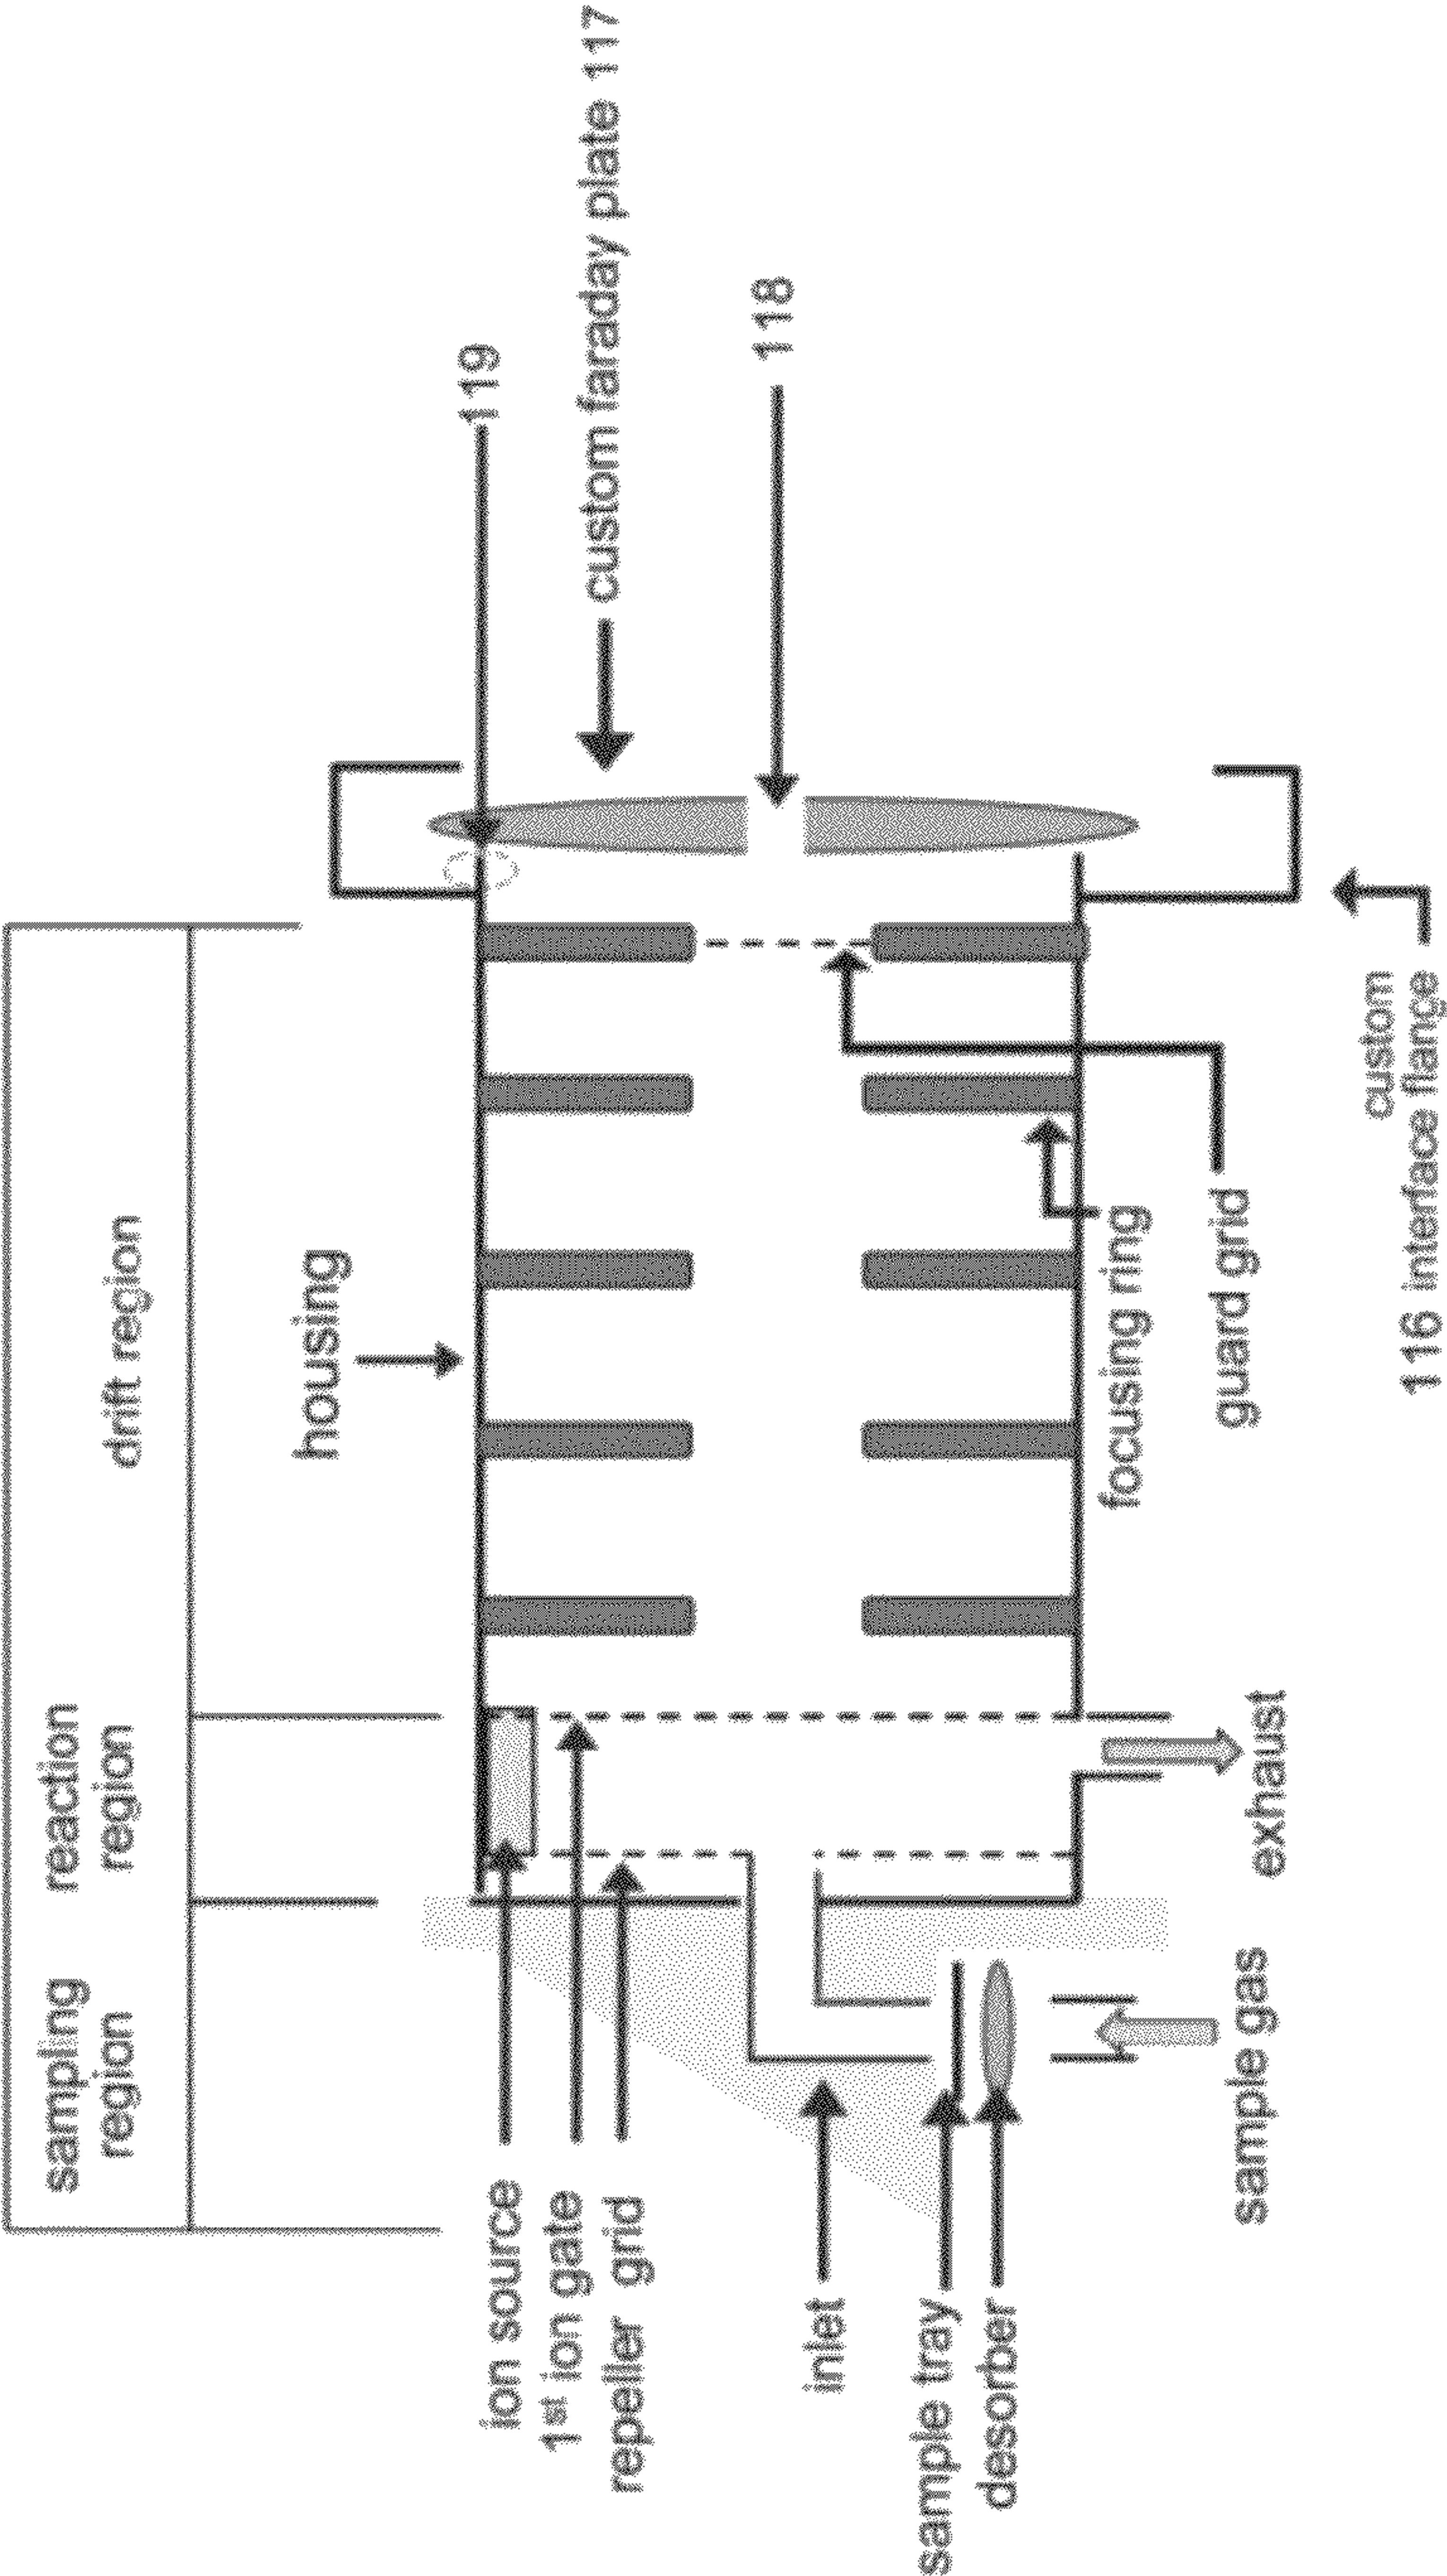 sampling
region
reaction
region
drift region
housing
119
custom faraday plate 117
118
ion source
1st ion gate
repeller grid
inlet
sample tray
desorber
sample gas
exhaust
focusing ring
guard grid
custom
116 interface flange